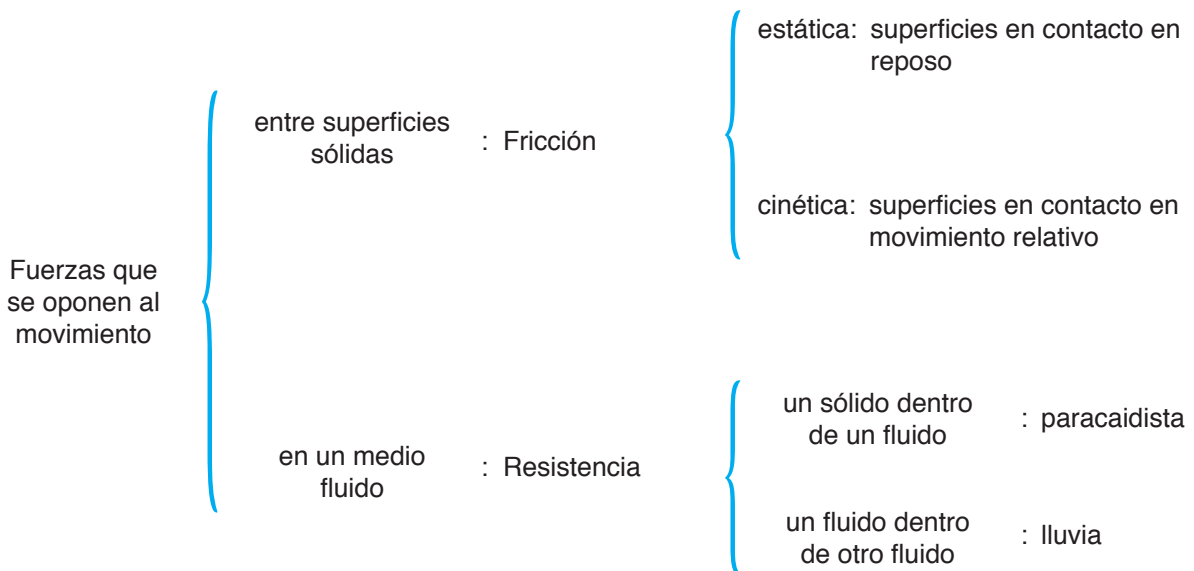 Fuerzas que
se oponen al
movimiento
entre superficies
sólidas
: Fricción
estática: superficies en contacto en
reposo
cinética: superficies en contacto en
movimiento relativo
en un medio
fluido
: Resistencia
un sólido dentro
de un fluido
: paracaidista
un fluido dentro
de otro fluido
: lluvia